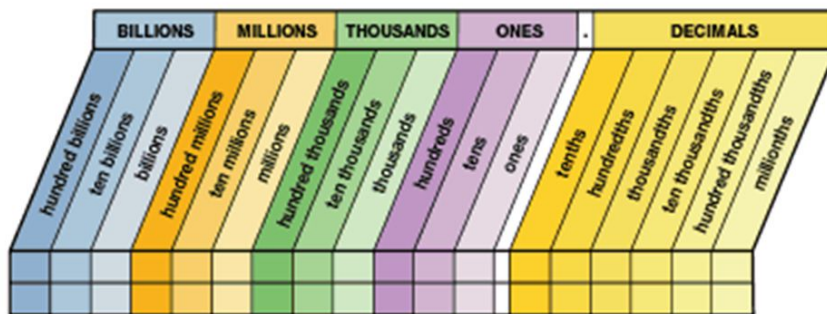 BILLIONS MILLIONS THOUSANDS ONES . DECIMALS
hundred billions
ten billions
billions
hundred millions
ten millions
millions
hundred thousands
ten thousands
thousands
hundreds
tens
ones
tenths
hundredths
thousandths
ten thousandths
hundred thousandths
millionths